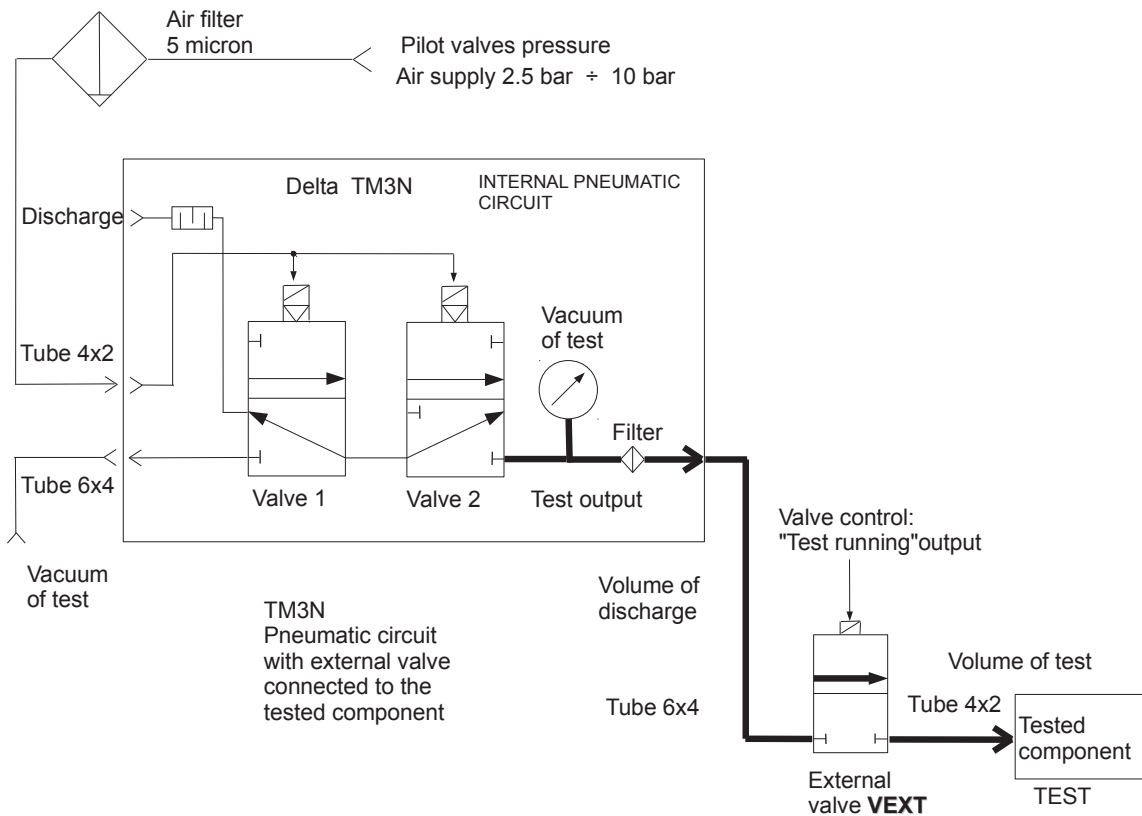 Air filter
5 micron
Pilot valves pressure
Air supply 2.5 bar ÷ 10 bar
Delta TM3N
INTERNAL PNEUMATIC
CIRCUIT
Discharge
Vacuum
of test
Tube 4x2
Filter
Tube 6x4
Valve 1
Valve 2
Test output
Valve control:
"Test running"output
Vacuum
of test
Volume of
discharge
TM3N
Pneumatic circuit
with external valve
connected to the
tested component
Volume of test
Tube 6x4
Tube 4x2
Tested
component
External
valve VEXT
TEST